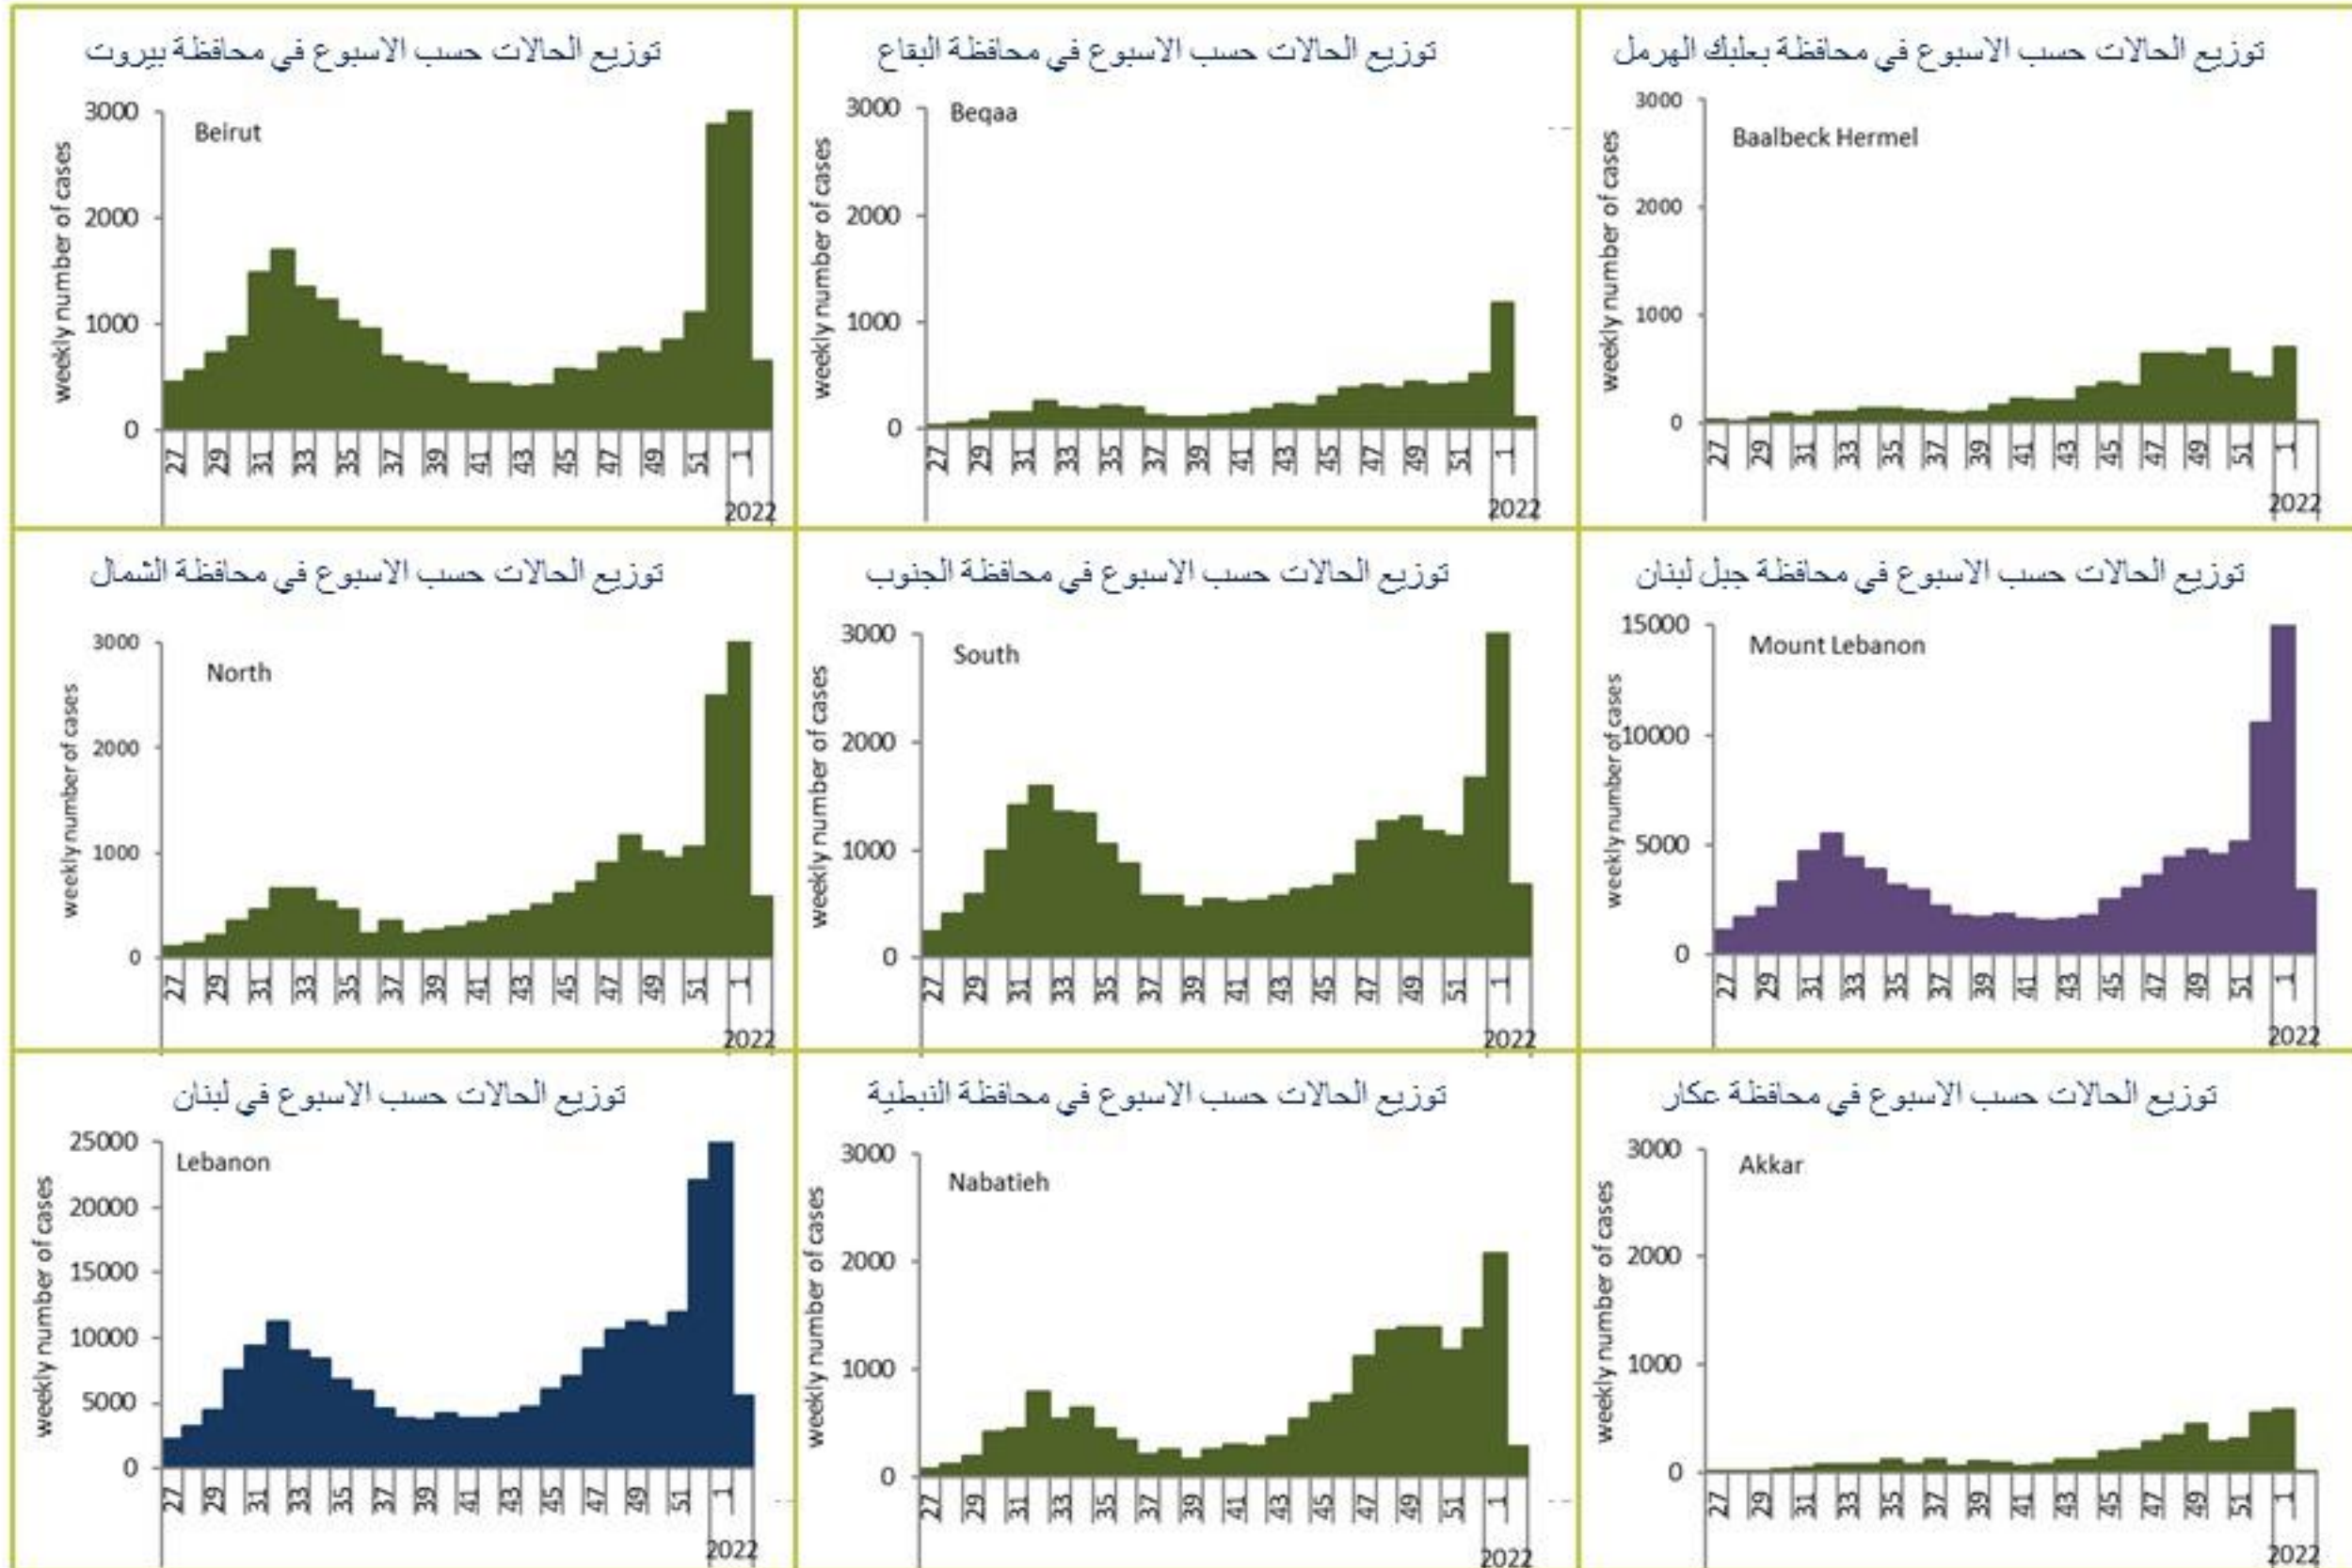 توزيع الحالات حسب الاسبوع في محافظة بيروت
Beirut
weekly number of cases
3000
2000
1000
0
27 29 31 33 35 37 39 41 43 45 47 49 51 1
2022
توزيع الحالات حسب الاسبوع في محافظة البقاع
Beqaa
weekly number of cases
3000
2000
1000
0
27 29 31 33 35 37 39 41 43 45 47 49 51 1
2022
توزيع الحالات حسب الاسبوع في محافظة بعلبك الهرمل
Baalbeck Hermel
weekly number of cases
3000
2000
1000
0
27 29 31 33 35 37 39 41 43 45 47 49 51 1
2022
توزيع الحالات حسب الاسبوع في محافظة الشمال
North
weekly number of cases
3000
2000
1000
0
27 29 31 33 35 37 39 41 43 45 47 49 51 1
2022
توزيع الحالات حسب الاسبوع في محافظة الجنوب
South
weekly number of cases
3000
2000
1000
0
27 29 31 33 35 37 39 41 43 45 47 49 51 1
2022
توزيع الحالات حسب الاسبوع في محافظة جبل لبنان
Mount Lebanon
weekly number of cases
15000
10000
5000
0
27 29 31 33 35 37 39 41 43 45 47 49 51 1
2022
توزيع الحالات حسب الاسبوع في لبنان
Lebanon
weekly number of cases
25000
20000
15000
10000
5000
0
27 29 31 33 35 37 39 41 43 45 47 49 51 1
2022
توزيع الحالات حسب الاسبوع في محافظة النبطية
Nabatieh
weekly number of cases
3000
2000
1000
0
27 29 31 33 35 37 39 41 43 45 47 49 51 1
2022
توزيع الحالات حسب الاسبوع في محافظة عكار
Akkar
weekly number of cases
3000
2000
1000
0
27 29 31 33 35 37 39 41 43 45 47 49 51 1
2022